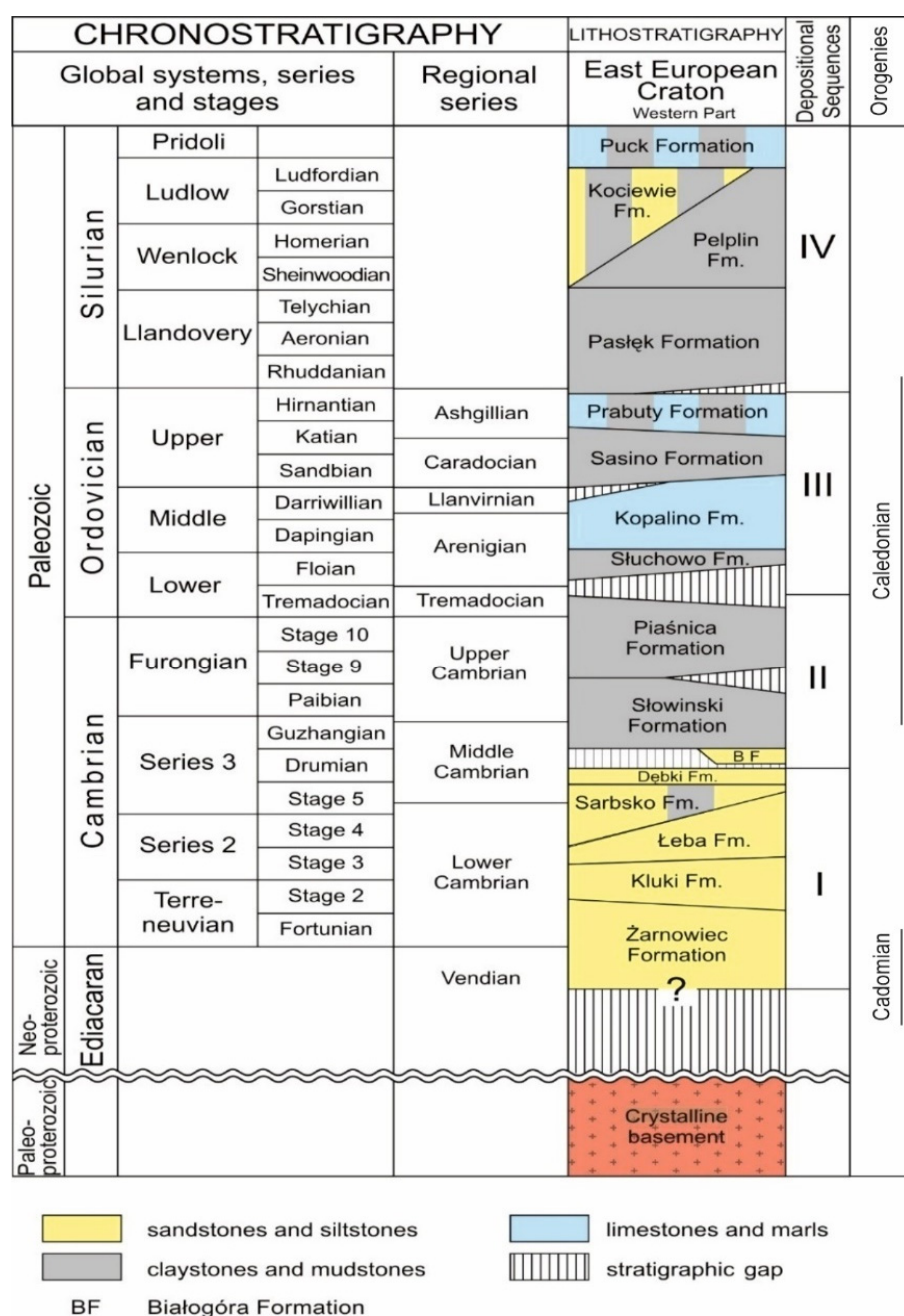 CHRONOSTRATIGRAPHY
LITHOSTRATIGRAPHY
Depositional
Sequences
Orogenies
Global systems, series
and stages
Regional
series
East European
Craton
Western Part
Paleozoic
Neo-
proterozoic
Paleo-
proterozoic
Silurian
Ordovician
Cambrian
Ediacaran
Pridoli
Ludlow
Wenlock
Llandovery
Upper
Middle
Lower
Furongian
Series 3
Series 2
Terre-
neuvian
Ludfordian
Gorstian
Homerian
Sheinwoodian
Telychian
Aeronian
Rhuddanian
Hirnantian
Katian
Sandbian
Darriwillian
Dapingian
Floian
Tremadocian
Stage 10
Stage 9
Paibian
Guzhangian
Drumian
Stage 5
Stage 4
Stage 3
Stage 2
Fortunian
Ashgillian
Caradocian
Llanvirnian
Arenigian
Tremadocian
Upper
Cambrian
Middle
Cambrian
Lower
Cambrian
Vendian
Puck Formation
Kociewie
Fm.
Pelplin
Fm.
Pasłęk Formation
Prabuty Formation
Sasino Formation
Kopalino Fm.
Słuchowo Fm.
Piaśnica
Formation
Słowinski
Formation
B F
Dębki Fm.
Sarbsko Fm.
Łeba Fm.
Kluki Fm.
Żarnowiec
Formation
?
Crystalline
basement
IV
III
II
I
Caledonian
Cadomian
sandstones and siltstones
limestones and marls
claystones and mudstones
stratigraphic gap
BF Białogóra Formation